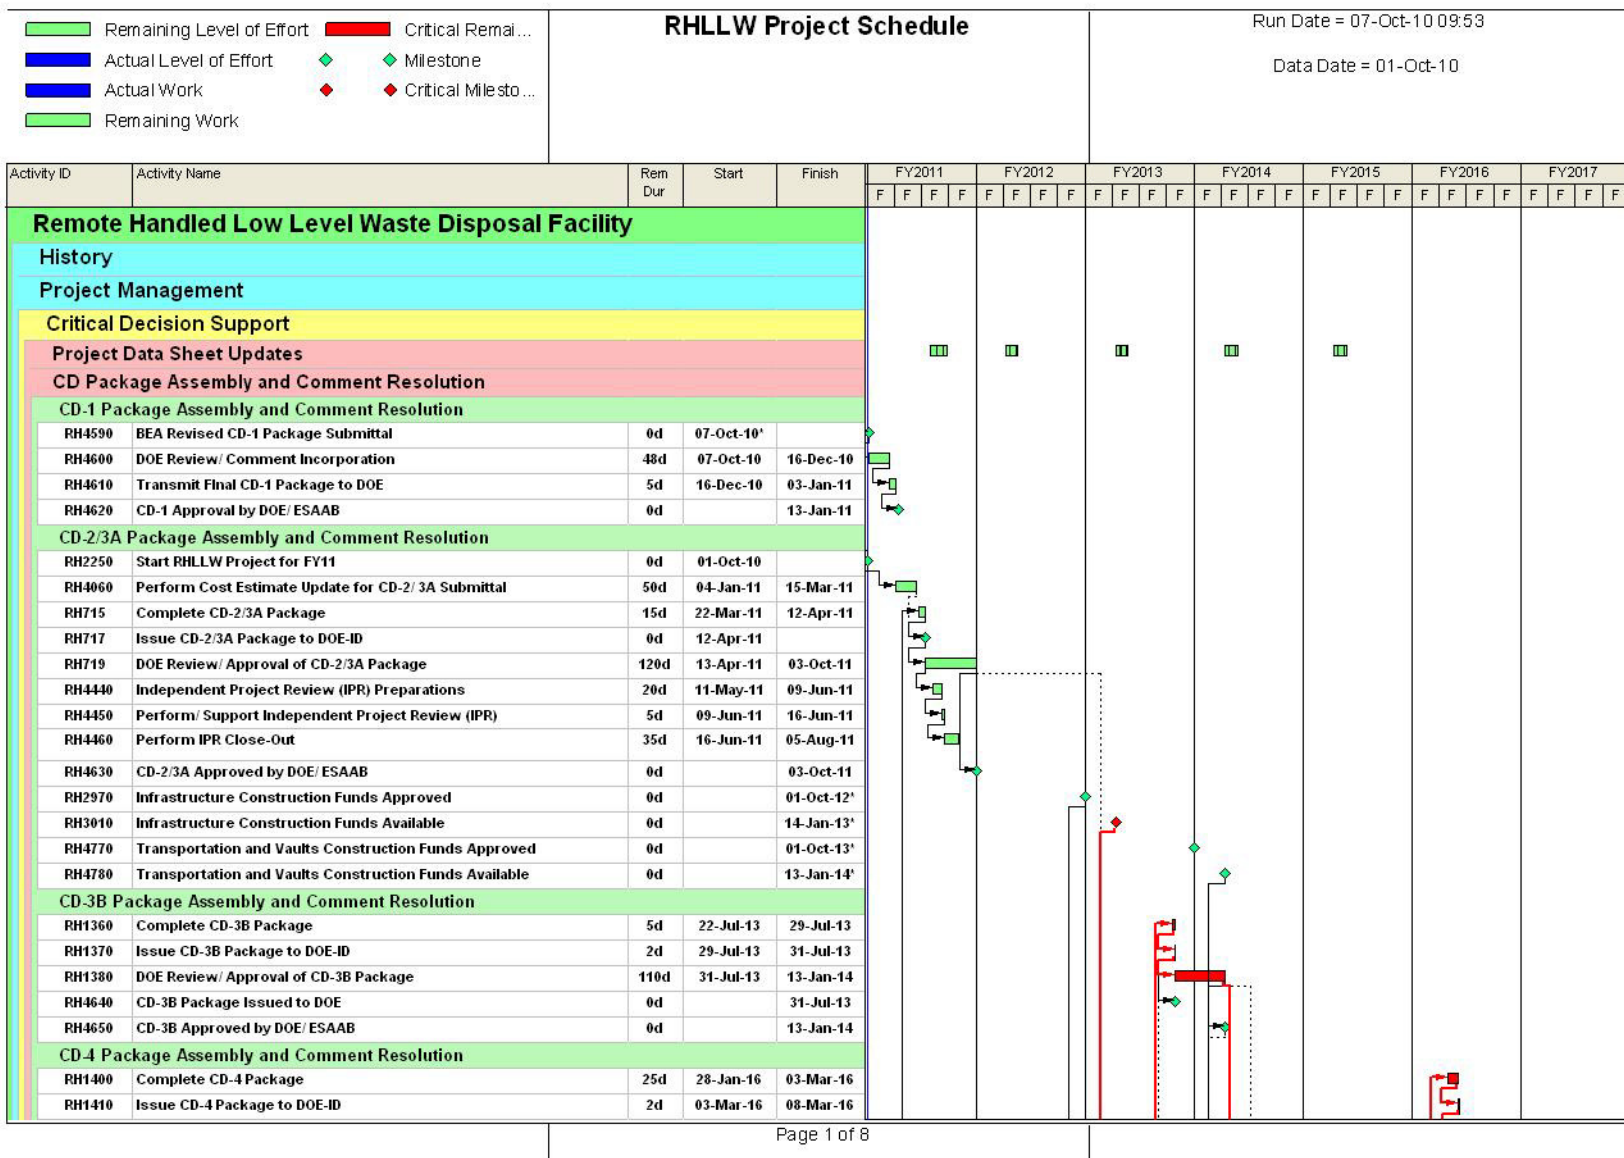 Remaining Level of Effort Critical Remai...
Actual Level of Effort Milestone
Actual Work Critical Milesto...
Remaining Work
RHLLW Project Schedule
Run Date = 07-Oct-10 09:53
Data Date = 01-Oct-10
Activity ID Activity Name Rem Dur Start Finish FY2011 FY2012 FY2013 FY2014 FY2015 FY2016 FY2017
F F F F F F F F F F F F F F F F F F F F F F F F F F F F
Remote Handled Low Level Waste Disposal Facility
History
Project Management
Critical Decision Support
Project Data Sheet Updates
CD Package Assembly and Comment Resolution
CD-1 Package Assembly and Comment Resolution
RH4590 BEA Revised CD-1 Package Submittal 0d 07-Oct-10*
RH4600 DOE Review/ Comment Incorporation 48d 07-Oct-10 16-Dec-10
RH4610 Transmit FInal CD-1 Package to DOE 5d 16-Dec-10 03-Jan-11
RH4620 CD-1 Approval by DOE/ ESAAB 0d 13-Jan-11
CD-2/3A Package Assembly and Comment Resolution
RH2250 Start RHLLW Project for FY11 0d 01-Oct-10
RH4060 Perform Cost Estimate Update for CD-2/ 3A Submittal 50d 04-Jan-11 15-Mar-11
RH715 Complete CD-2/3A Package 15d 22-Mar-11 12-Apr-11
RH717 Issue CD-2/3A Package to DOE-ID 0d 12-Apr-11
RH719 DOE Review/ Approval of CD-2/3A Package 120d 13-Apr-11 03-Oct-11
RH4440 Independent Project Review (IPR) Preparations 20d 11-May-11 09-Jun-11
RH4450 Perform/ Support Independent Project Review (IPR) 5d 09-Jun-11 16-Jun-11
RH4460 Perform IPR Close-Out 35d 16-Jun-11 05-Aug-11
RH4630 CD-2/3A Approved by DOE/ ESAAB 0d 03-Oct-11
RH2970 Infrastructure Construction Funds Approved 0d 01-Oct-12*
RH3010 Infrastructure Construction Funds Available 0d 14-Jan-13*
RH4770 Transportation and Vaults Construction Funds Approved 0d 01-Oct-13*
RH4780 Transportation and Vaults Construction Funds Available 0d 13-Jan-14*
CD-3B Package Assembly and Comment Resolution
RH1360 Complete CD-3B Package 5d 22-Jul-13 29-Jul-13
RH1370 Issue CD-3B Package to DOE-ID 2d 29-Jul-13 31-Jul-13
RH1380 DOE Review/ Approval of CD-3B Package 110d 31-Jul-13 13-Jan-14
RH4640 CD-3B Package Issued to DOE 0d 31-Jul-13
RH4650 CD-3B Approved by DOE/ ESAAB 0d 13-Jan-14
CD-4 Package Assembly and Comment Resolution
RH1400 Complete CD-4 Package 25d 28-Jan-16 03-Mar-16
RH1410 Issue CD-4 Package to DOE-ID 2d 03-Mar-16 08-Mar-16
Page 1 of 8